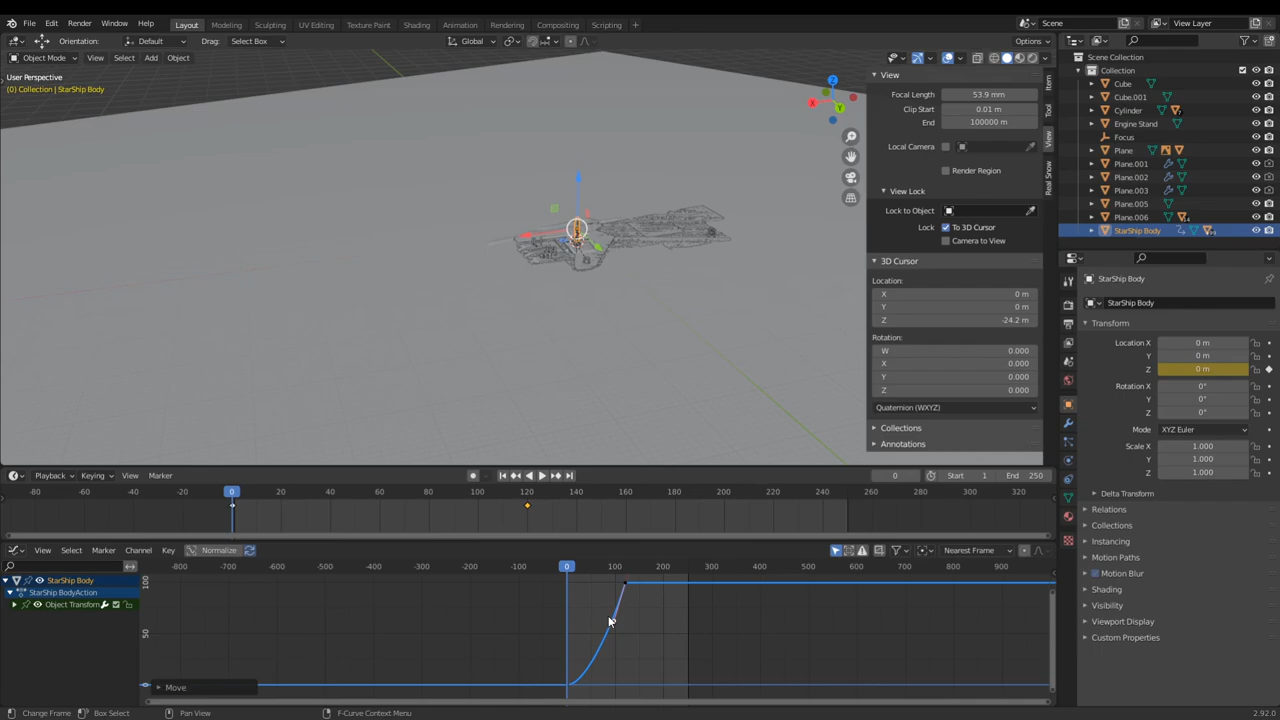 File Edit Render Window Help Layout Modeling Sculpting UV Editing Texture Paint Shading Animation Rendering Compositing Scripting + Scene View Layer
Orientation: Default Drag: Select Box Global Options
Object Mode View Select Add Object
User Perspective
(0) Collection | StarShip Body
Z
X
Y
View
Focal Length 53.9 mm
Clip Start 0.01 m
End 100000 m
Local Camera
Render Region
View Lock
Lock to Object
Lock To 3D Cursor
Camera to View
3D Cursor
Location:
X 0 m
Y 0 m
Z -24.2 m
Rotation:
W 0.000
X 0.000
Y 0.000
Z 0.000
Quaternion (WXYZ)
Collections
Annotations
Item
Tool
View
Real Snow
Scene Collection
Collection
Cube
Cube.001
Cylinder
Engine Stand
Focus
Plane
Plane.001
Plane.002
Plane.003
Plane.005
Plane.006
StarShip Body
StarShip Body
StarShip Body
Transform
Location X 0 m
Y 0 m
Z 0 m
Rotation X 0°
Y 0°
Z 0°
Mode XYZ Euler
Scale X 1.000
Y 1.000
Z 1.000
Delta Transform
Relations
Collections
Instancing
Motion Paths
Motion Blur
Shading
Visibility
Viewport Display
Custom Properties
Playback Keying View Marker 0 Start 1 End 250
-80 -60 -40 -20 0 20 40 60 80 100 120 140 160 180 200 220 240 260 280 300 320
View Select Marker Channel Key Normalize Nearest Frame
-800 -700 -600 -500 -400 -300 -200 -100 0 100 200 300 400 500 600 700 800 900
StarShip Body
StarShip BodyAction
Object Transform
100
50
0
Move
Change Frame Box Select Pan View F-Curve Context Menu 2.92.0